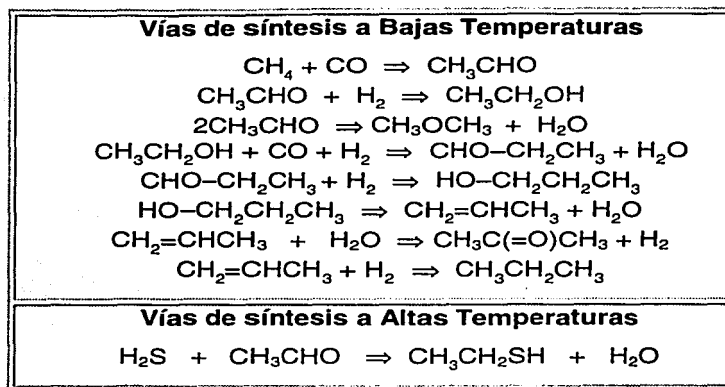 Vías de síntesis a Bajas Temperaturas
CH₄ + CO ⇒ CH₃CHO
CH₃CHO + H₂ ⇒ CH₃CH₂OH
2CH₃CHO ⇒ CH₃OCH₃ + H₂O
CH₃CH₂OH + CO + H₂ ⇒ CHO–CH₂CH₃ + H₂O
CHO–CH₂CH₃ + H₂ ⇒ HO–CH₂CH₂CH₃
HO–CH₂CH₂CH₃ ⇒ CH₂=CHCH₃ + H₂O
CH₂=CHCH₃ + H₂O ⇒ CH₃C(=O)CH₃ + H₂
CH₂=CHCH₃ + H₂ ⇒ CH₃CH₂CH₃
Vías de síntesis a Altas Temperaturas
H₂S + CH₃CHO ⇒ CH₃CH₂SH + H₂O